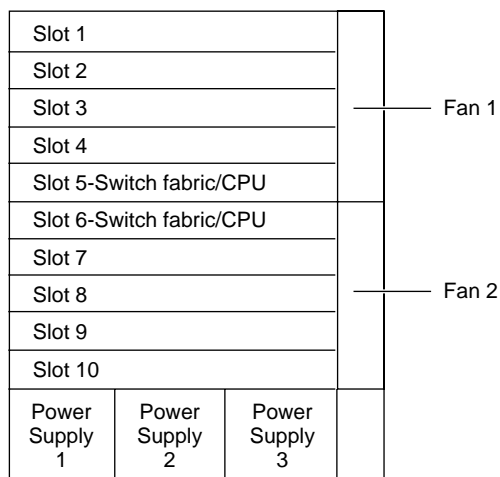 Slot 1
Slot 2
Slot 3
Slot 4
Slot 5-Switch fabric/CPU
Slot 6-Switch fabric/CPU
Slot 7
Slot 8
Slot 9
Slot 10
Fan 1
Fan 2
Power
Supply
1
Power
Supply
2
Power
Supply
3